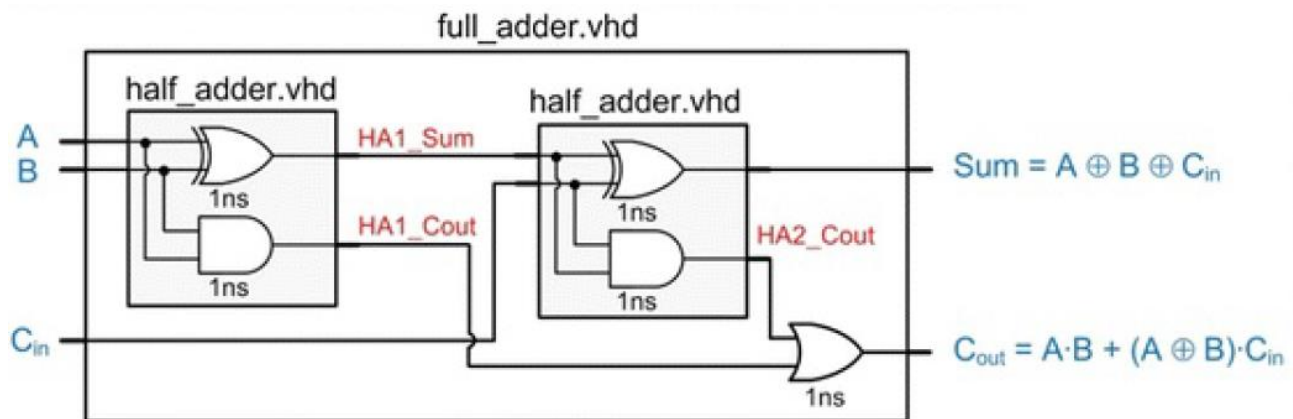 full_adder.vhd
half_adder.vhd
half_adder.vhd
A
B
HA1_Sum
1ns
Sum = A ⊕ B ⊕ Cin
1ns
HA1_Cout
HA2_Cout
1ns
1ns
Cin
Cout = A·B + (A ⊕ B)·Cin
1ns